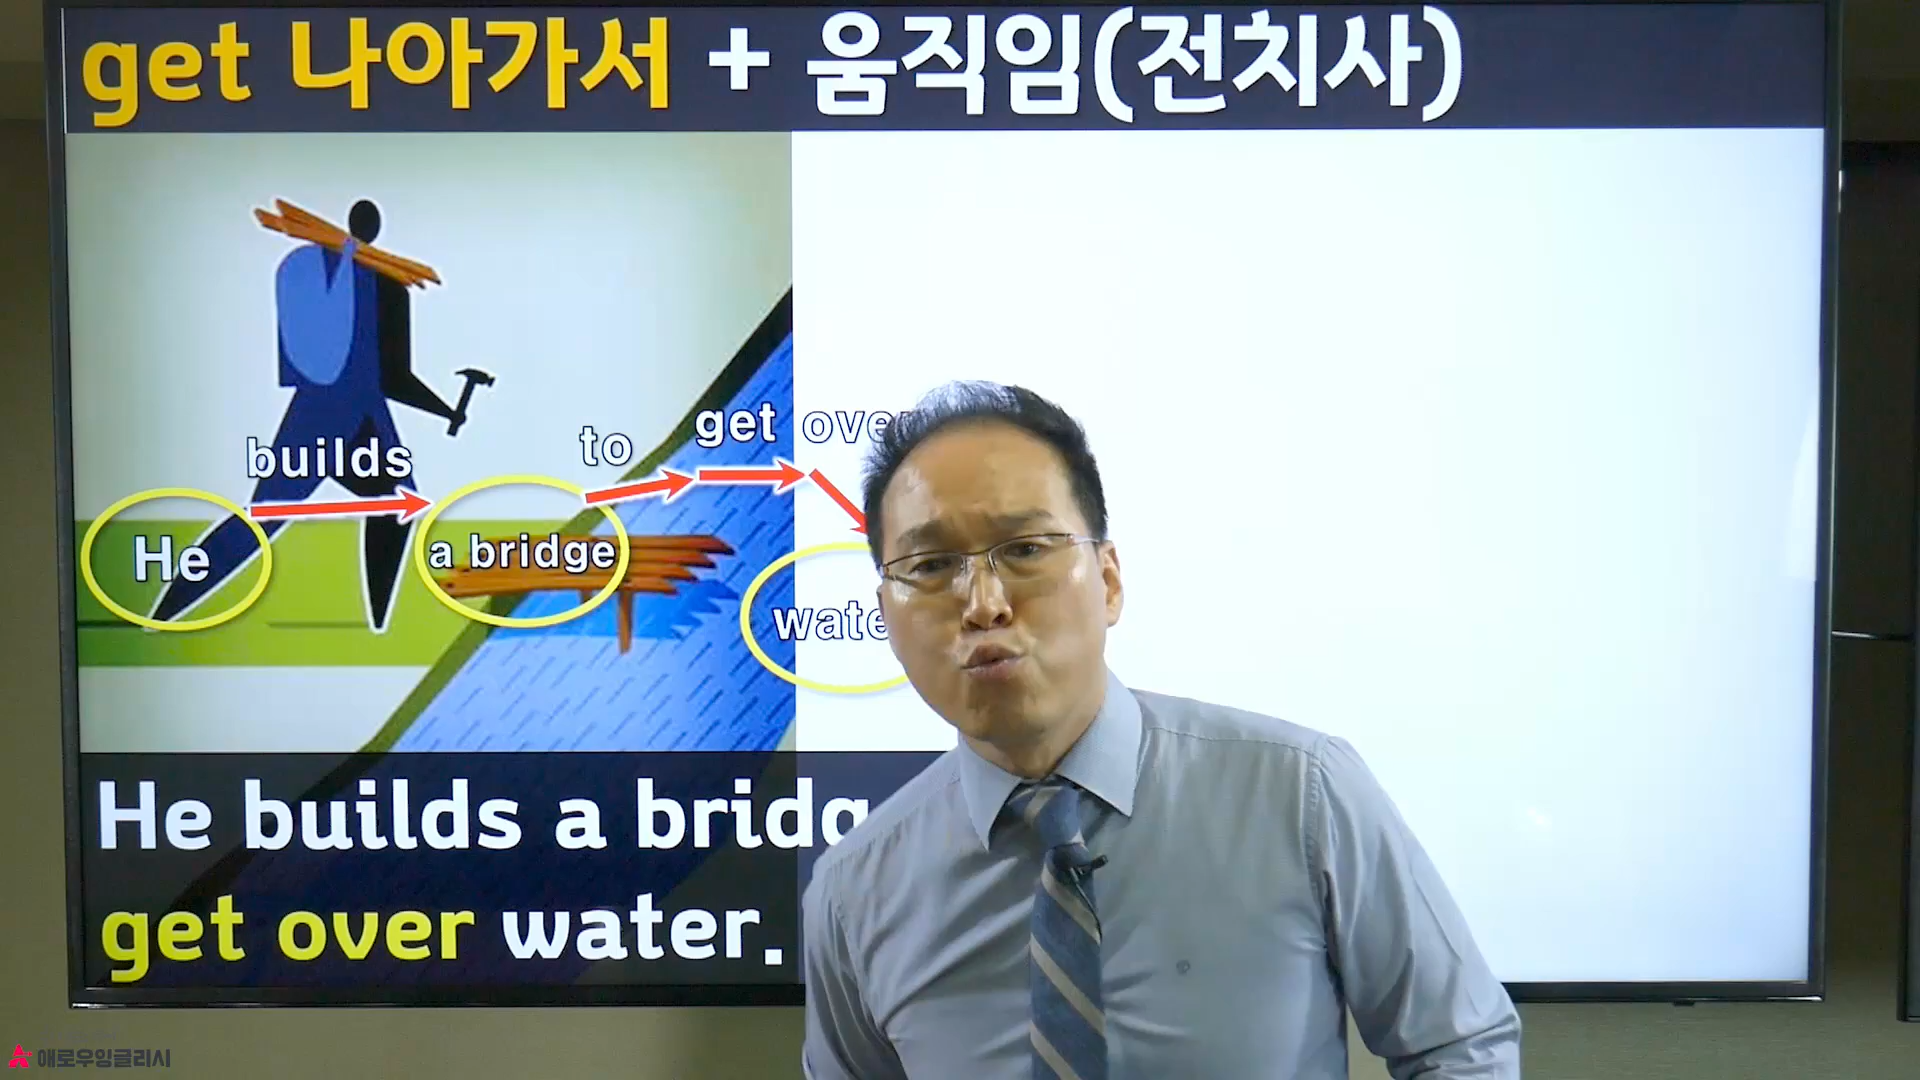 get 나아가서 + 움직임(전치사)
builds
to
get
He
a bridge
He builds a
get over water.
애로우잉글리시